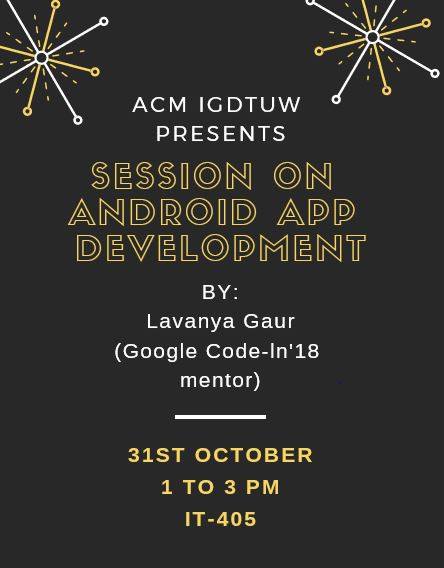 ACM IGDTUW
PRESENTS
SESSION ON
ANDROID APP
DEVELOPMENT
BY:
Lavanya Gaur
(Google Code-In'18
mentor)
31ST OCTOBER
1 TO 3 PM
IT-405